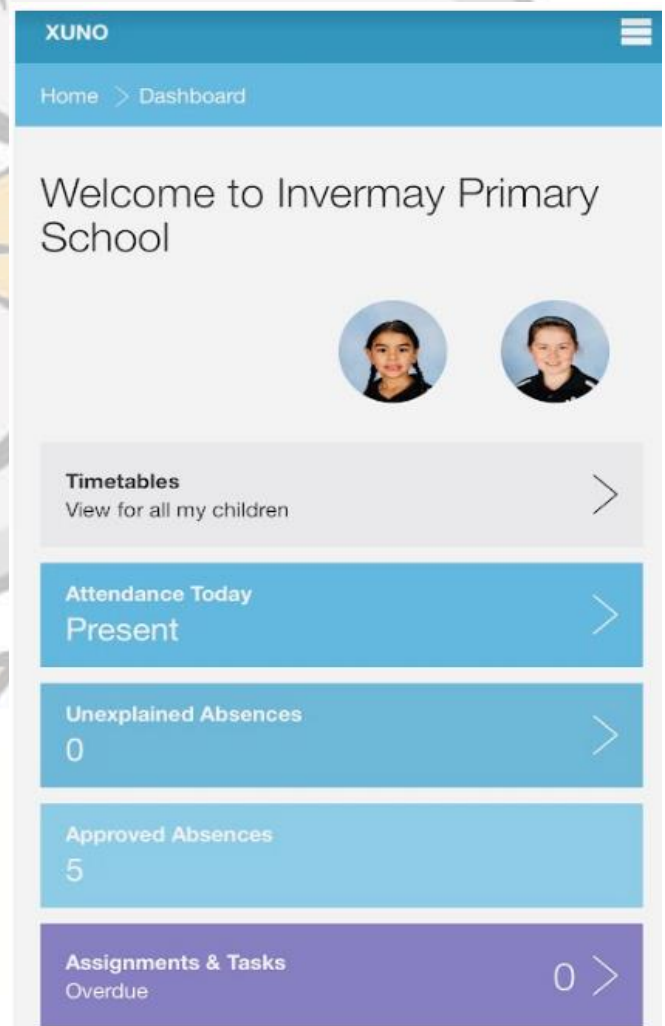 XUNO
Home > Dashboard
Welcome to Invermay Primary
School
Timetables
View for all my children
Attendance Today
Present
Unexplained Absences
0
Approved Absences
5
Assignments & Tasks
Overdue
0